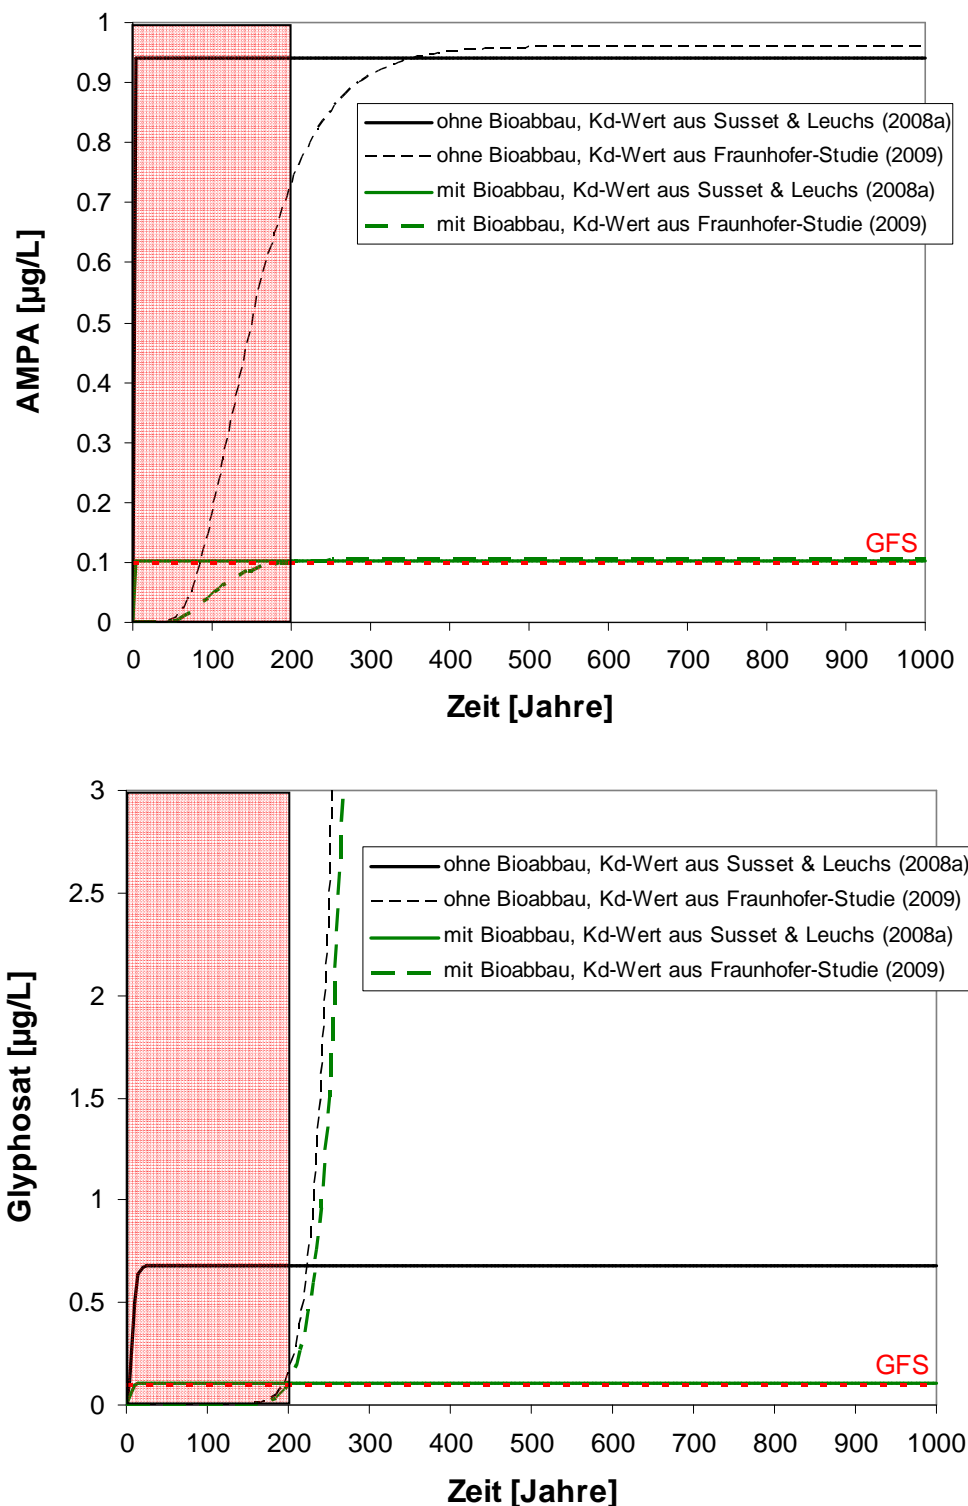 1
0.9
0.8
0.7
0.6
0.5
0.4
0.3
0.2
0.1
0
AMPA [µg/L]
ohne Bioabbau, Kd-Wert aus Susset & Leuchs (2008a)
ohne Bioabbau, Kd-Wert aus Fraunhofer-Studie (2009)
mit Bioabbau, Kd-Wert aus Susset & Leuchs (2008a)
mit Bioabbau, Kd-Wert aus Fraunhofer-Studie (2009)
GFS
0 100 200 300 400 500 600 700 800 900 1000
Zeit [Jahre]
3
2.5
2
1.5
1
0.5
0
Glyphosat [µg/L]
ohne Bioabbau, Kd-Wert aus Susset & Leuchs (2008a)
ohne Bioabbau, Kd-Wert aus Fraunhofer-Studie (2009)
mit Bioabbau, Kd-Wert aus Susset & Leuchs (2008a)
mit Bioabbau, Kd-Wert aus Fraunhofer-Studie (2009)
GFS
0 100 200 300 400 500 600 700 800 900 1000
Zeit [Jahre]